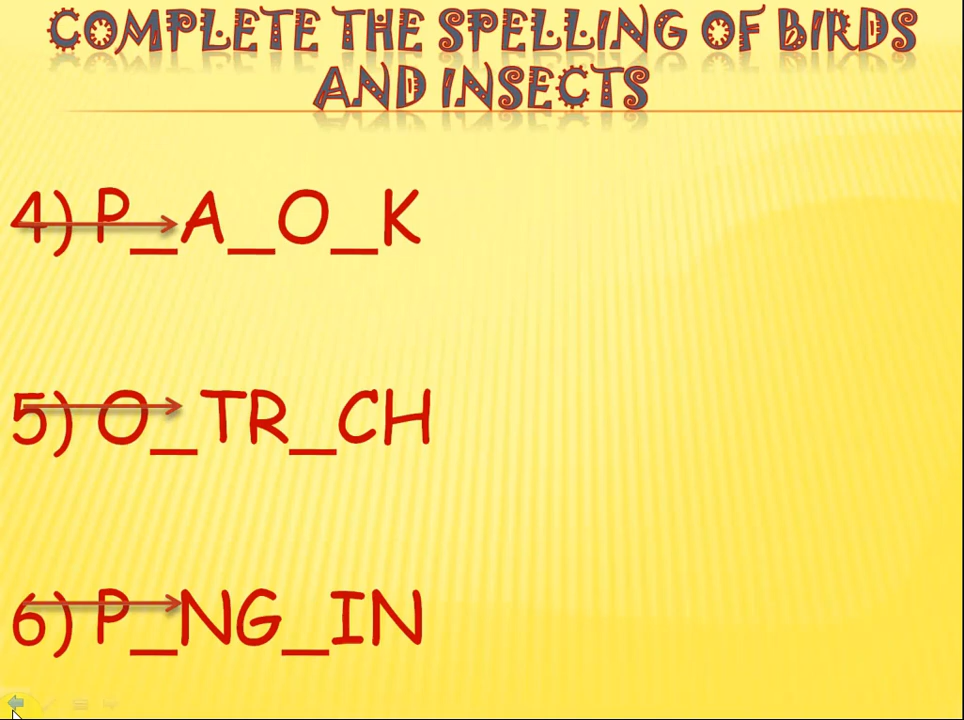 COMPLETE THE SPELLING OF BIRDS
AND INSECTS
4) P_A_O_K
5) O_TR_CH
6) P_NG_IN